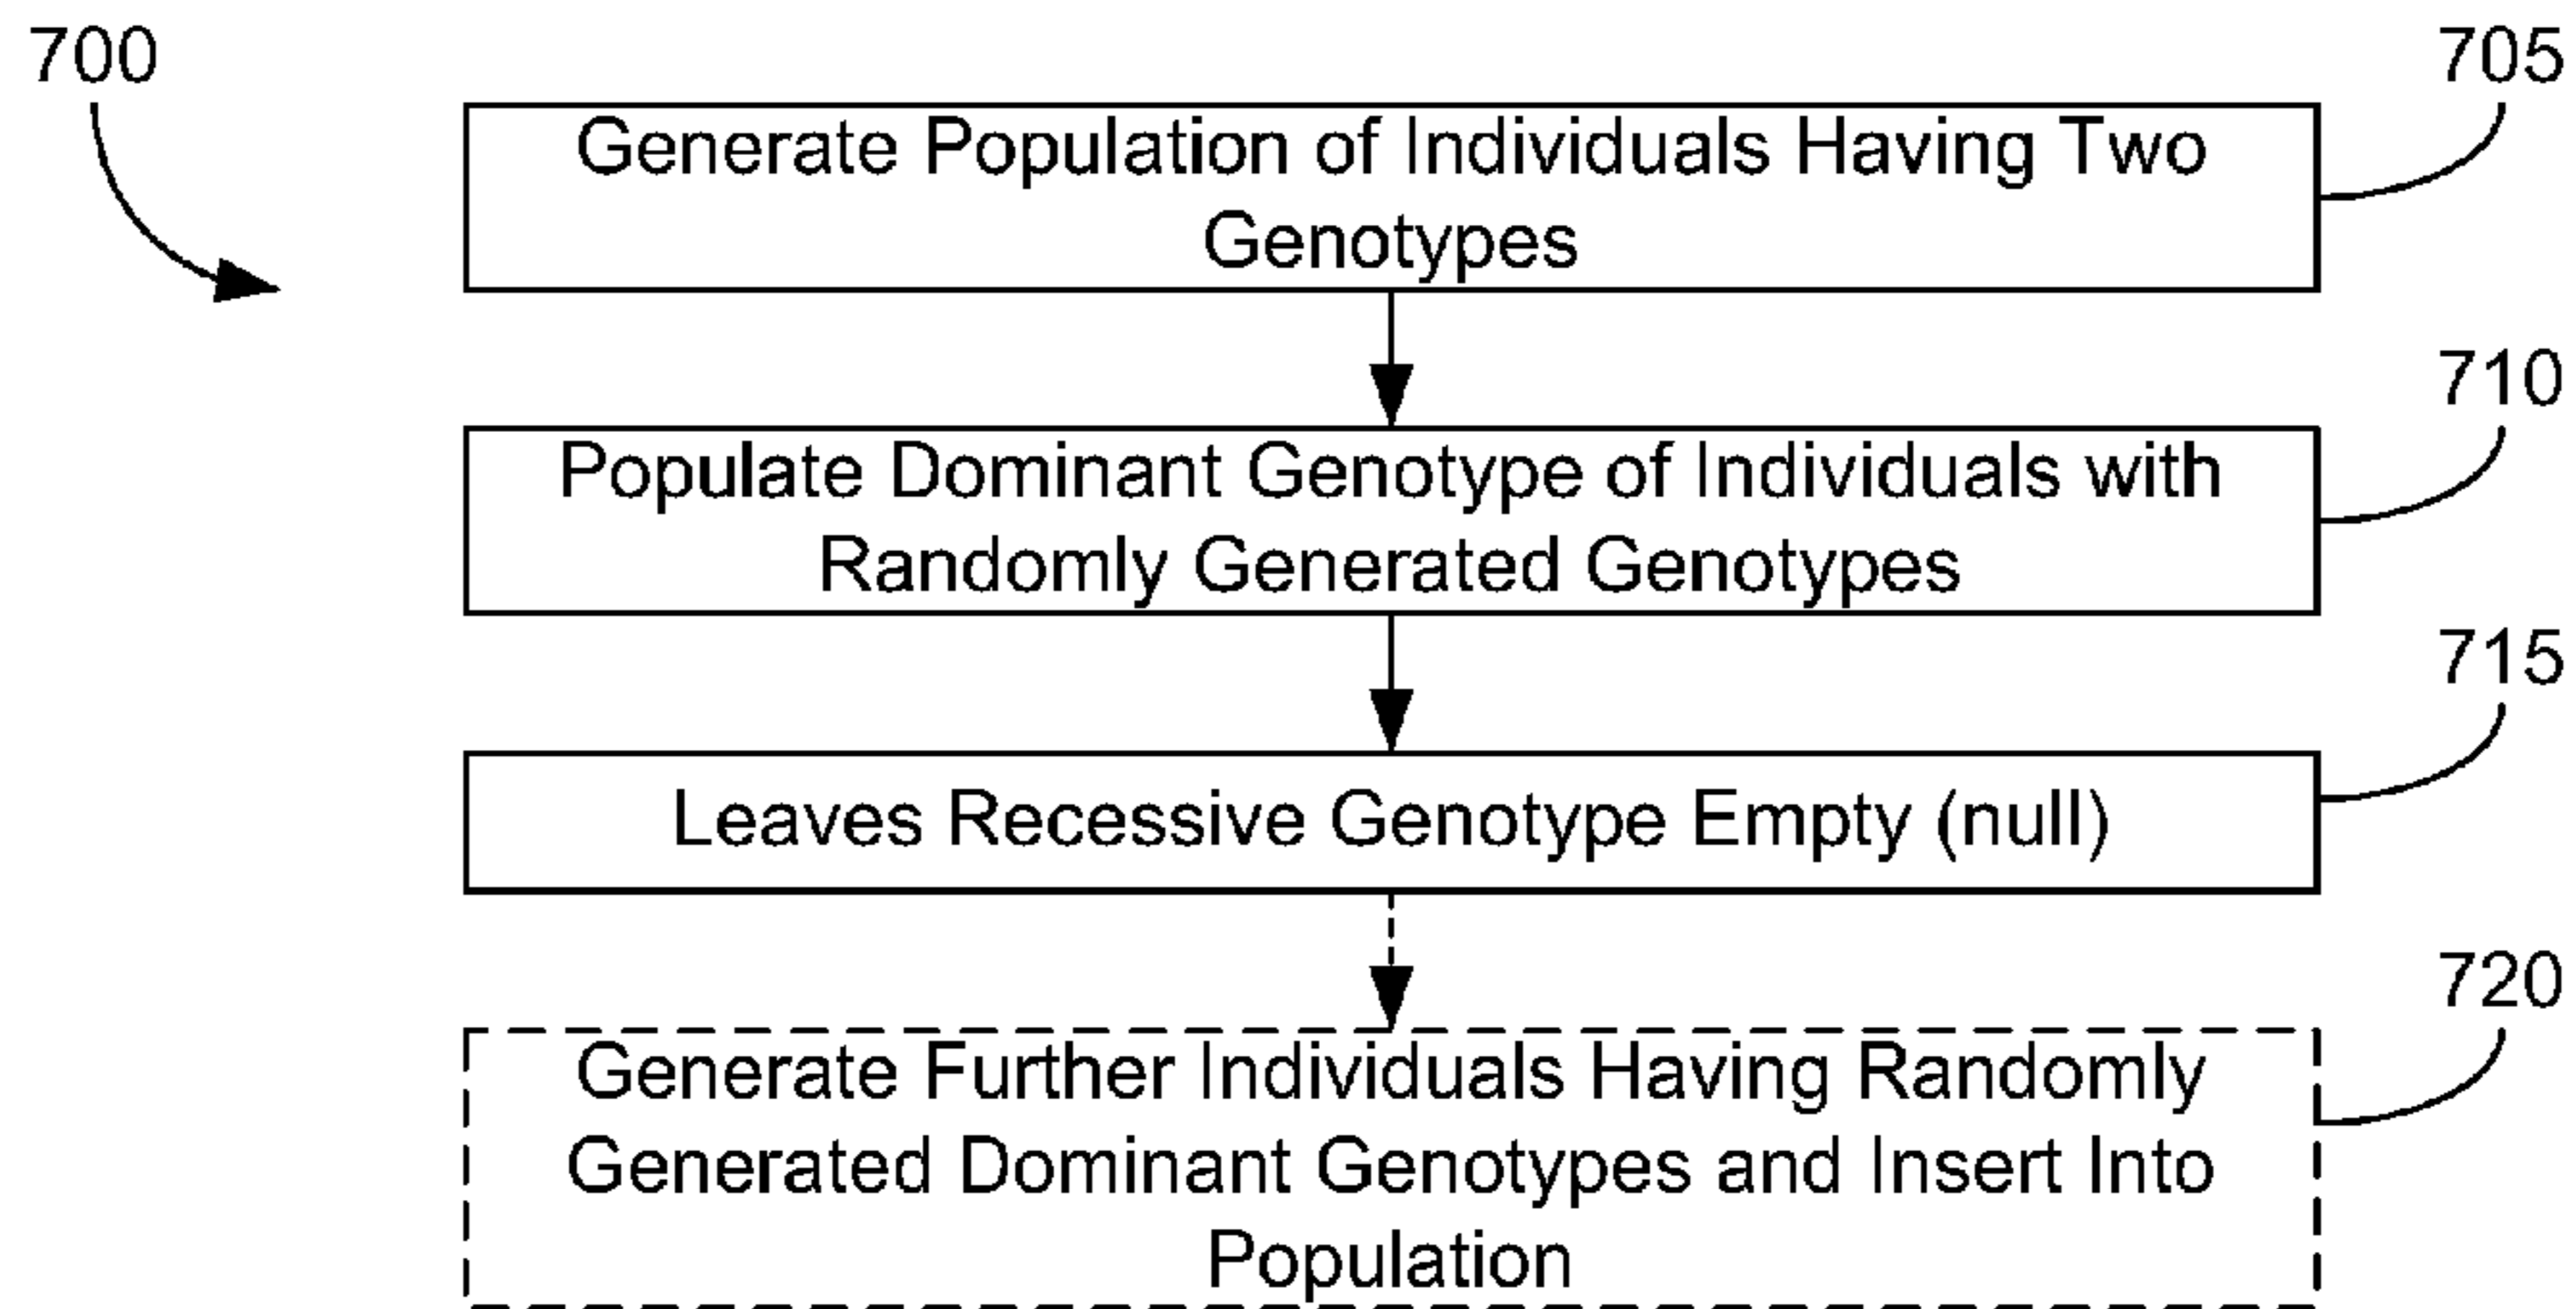 700
705
Generate Population of Individuals Having Two
Genotypes
710
Populate Dominant Genotype of Individuals with
Randomly Generated Genotypes
715
Leaves Recessive Genotype Empty (null)
720
Generate Further Individuals Having Randomly
Generated Dominant Genotypes and Insert Into
Population